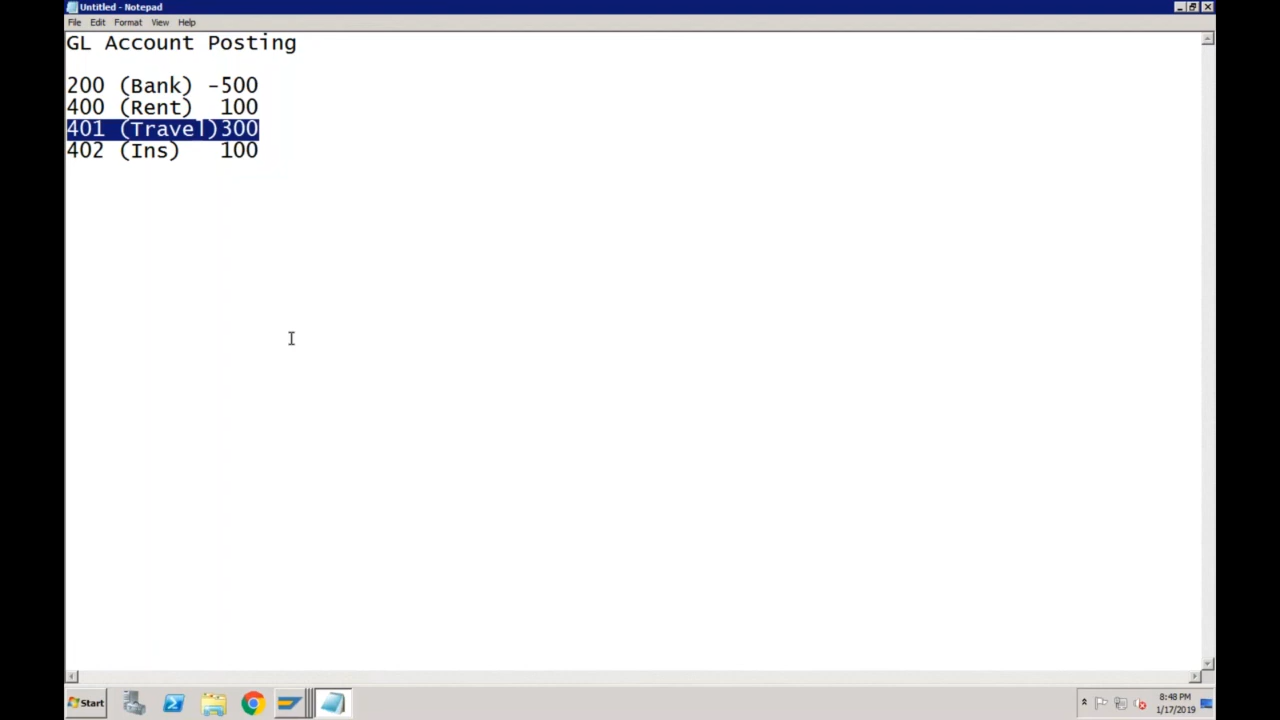 Untitled - Notepad
File Edit Format View Help
GL Account Posting
200 (Bank) -500
400 (Rent) 100
401 (Travel)300
402 (Ins) 100
Start
8:48 PM
1/17/2019